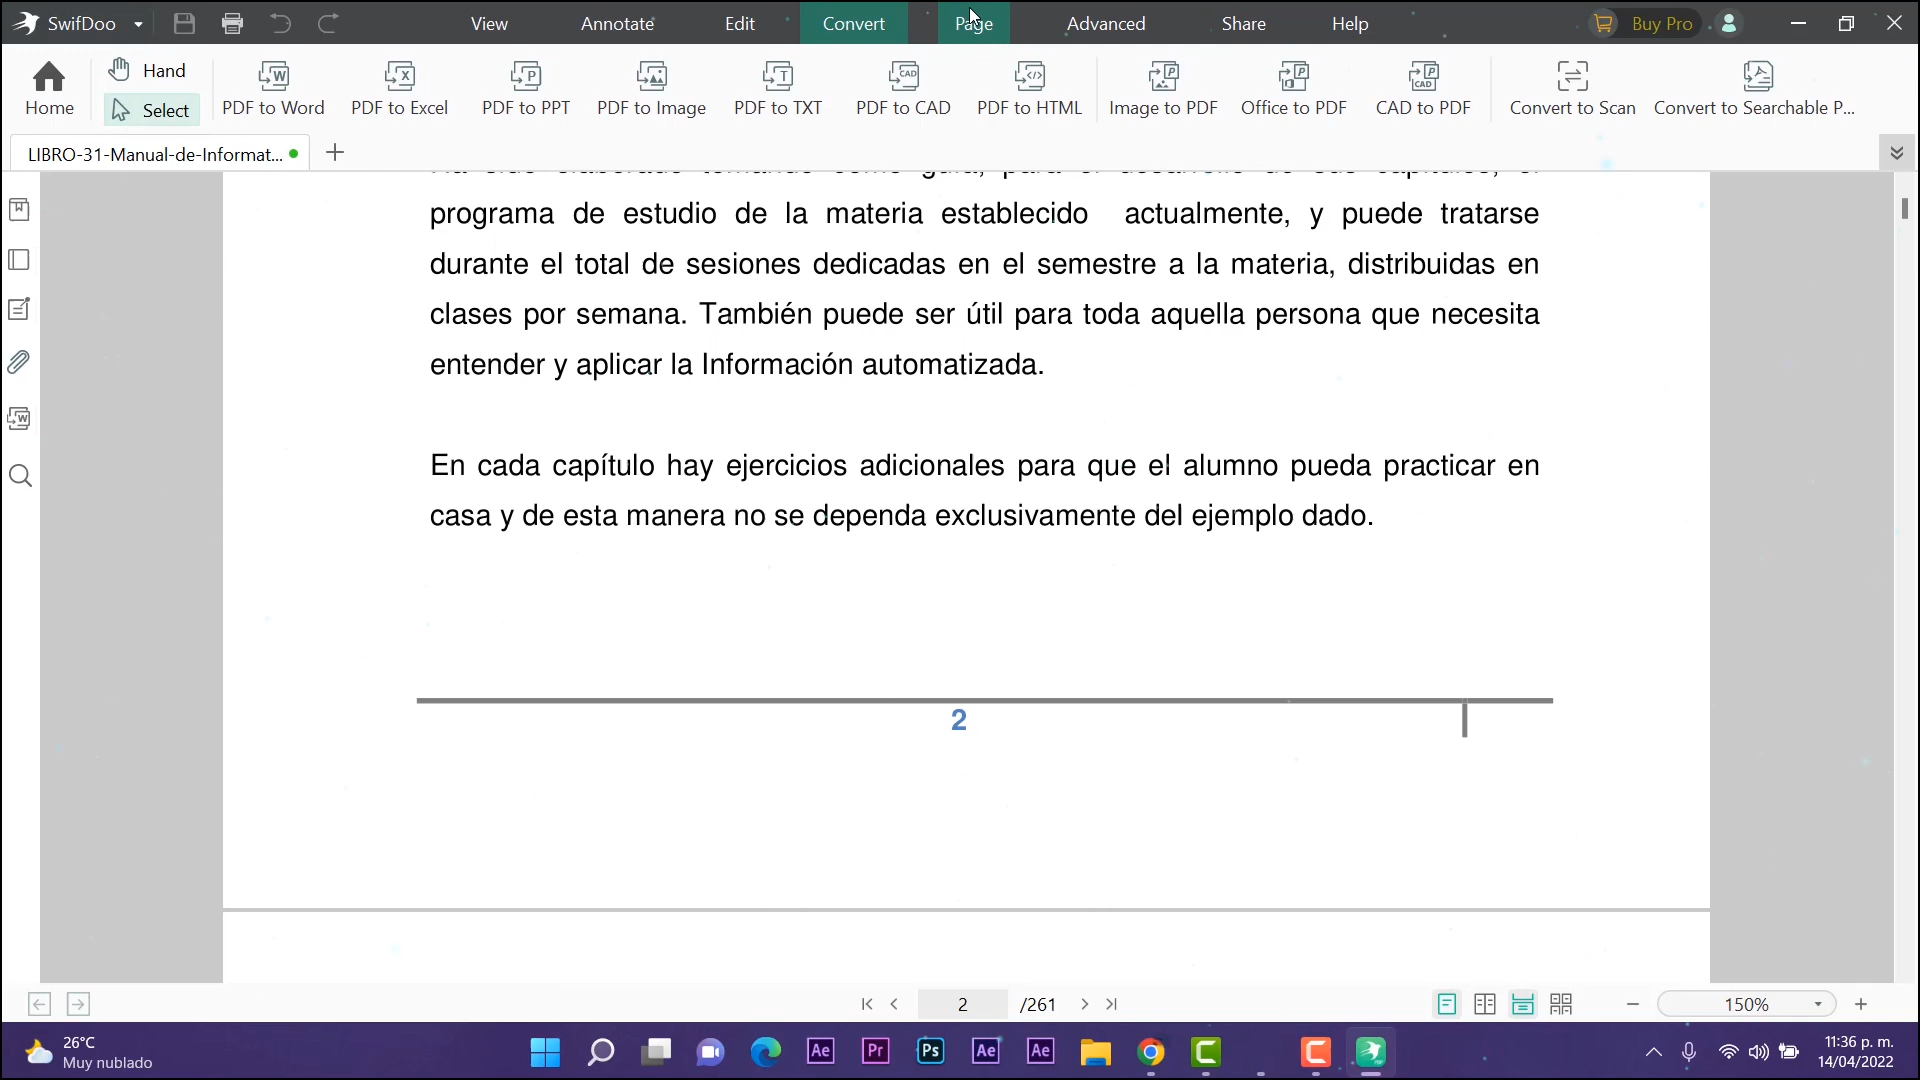 SwifDoo
View
Annotate
Edit
Convert
Page
Advanced
Share
Help
Buy Pro
Home
Hand
Select
PDF to Word
PDF to Excel
PDF to PPT
PDF to Image
PDF to TXT
PDF to CAD
PDF to HTML
Image to PDF
Office to PDF
CAD to PDF
Convert to Scan
Convert to Searchable P...
LIBRO-31-Manual-de-Informat...
programa de estudio de la materia establecido actualmente, y puede tratarse
durante el total de sesiones dedicadas en el semestre a la materia, distribuidas en
clases por semana. También puede ser útil para toda aquella persona que necesita
entender y aplicar la Información automatizada.
En cada capítulo hay ejercicios adicionales para que el alumno pueda practicar en
casa y de esta manera no se dependa exclusivamente del ejemplo dado.
2
2
/261
150%
26°C
Muy nublado
Ae
Pr
Ps
Ae
Ae
11:36 p. m.
14/04/2022